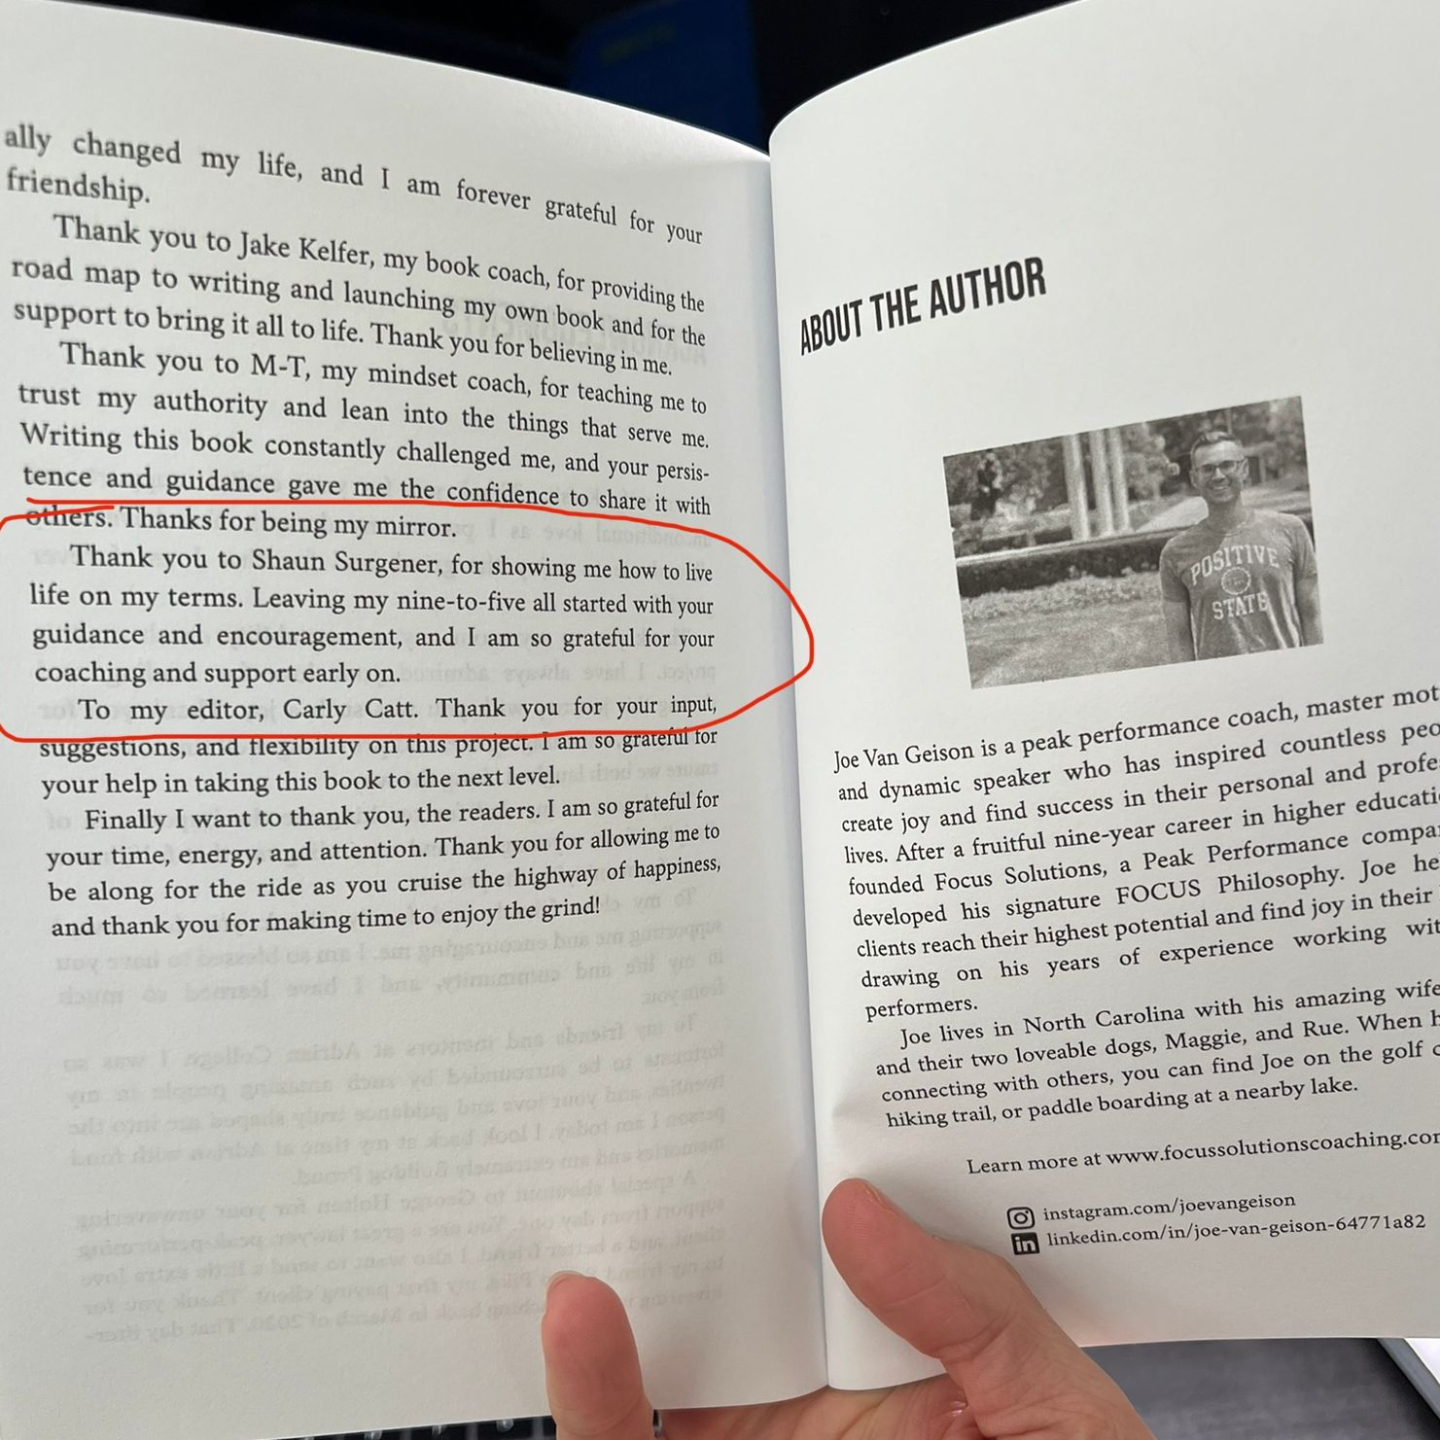 ally changed my life, and I am forever grateful for your
friendship.
Thank you to Jake Kelfer, my book coach, for providing the
road map to writing and launching my own book and for the
support to bring it all to life. Thank you for believing in me.
Thank you to M-T, my mindset coach, for teaching me to
trust my authority and lean into the things that serve me.
Writing this book constantly challenged me, and your persis-
tence and guidance gave me the confidence to share it with
others. Thanks for being my mirror.
Thank you to Shaun Surgener, for showing me how to live
life on my terms. Leaving my nine-to-five all started with your
guidance and encouragement, and I am so grateful for your
coaching and support early on.
To my editor, Carly Catt. Thank you for your input,
suggestions, and flexibility on this project. I am so grateful for
your help in taking this book to the next level.
Finally I want to thank you, the readers. I am so grateful for
your time, energy, and attention. Thank you for allowing me to
be along for the ride as you cruise the highway of happiness,
and thank you for making time to enjoy the grind!
ABOUT THE AUTHOR
POSITIVE
STATE
Joe Van Geison is a peak performance coach, master mot
and dynamic speaker who has inspired countless peo
create joy and find success in their personal and profe
lives. After a fruitful nine-year career in higher educati
founded Focus Solutions, a Peak Performance compa
developed his signature FOCUS Philosophy. Joe he
clients reach their highest potential and find joy in their
drawing on his years of experience working wit
performers.
Joe lives in North Carolina with his amazing wife
and their two loveable dogs, Maggie, and Rue. When h
connecting with others, you can find Joe on the golf c
hiking trail, or paddle boarding at a nearby lake.
Learn more at www.focussolutionscoaching.com
instagram.com/joevangeison
in linkedin.com/in/joe-van-geison-64771a82